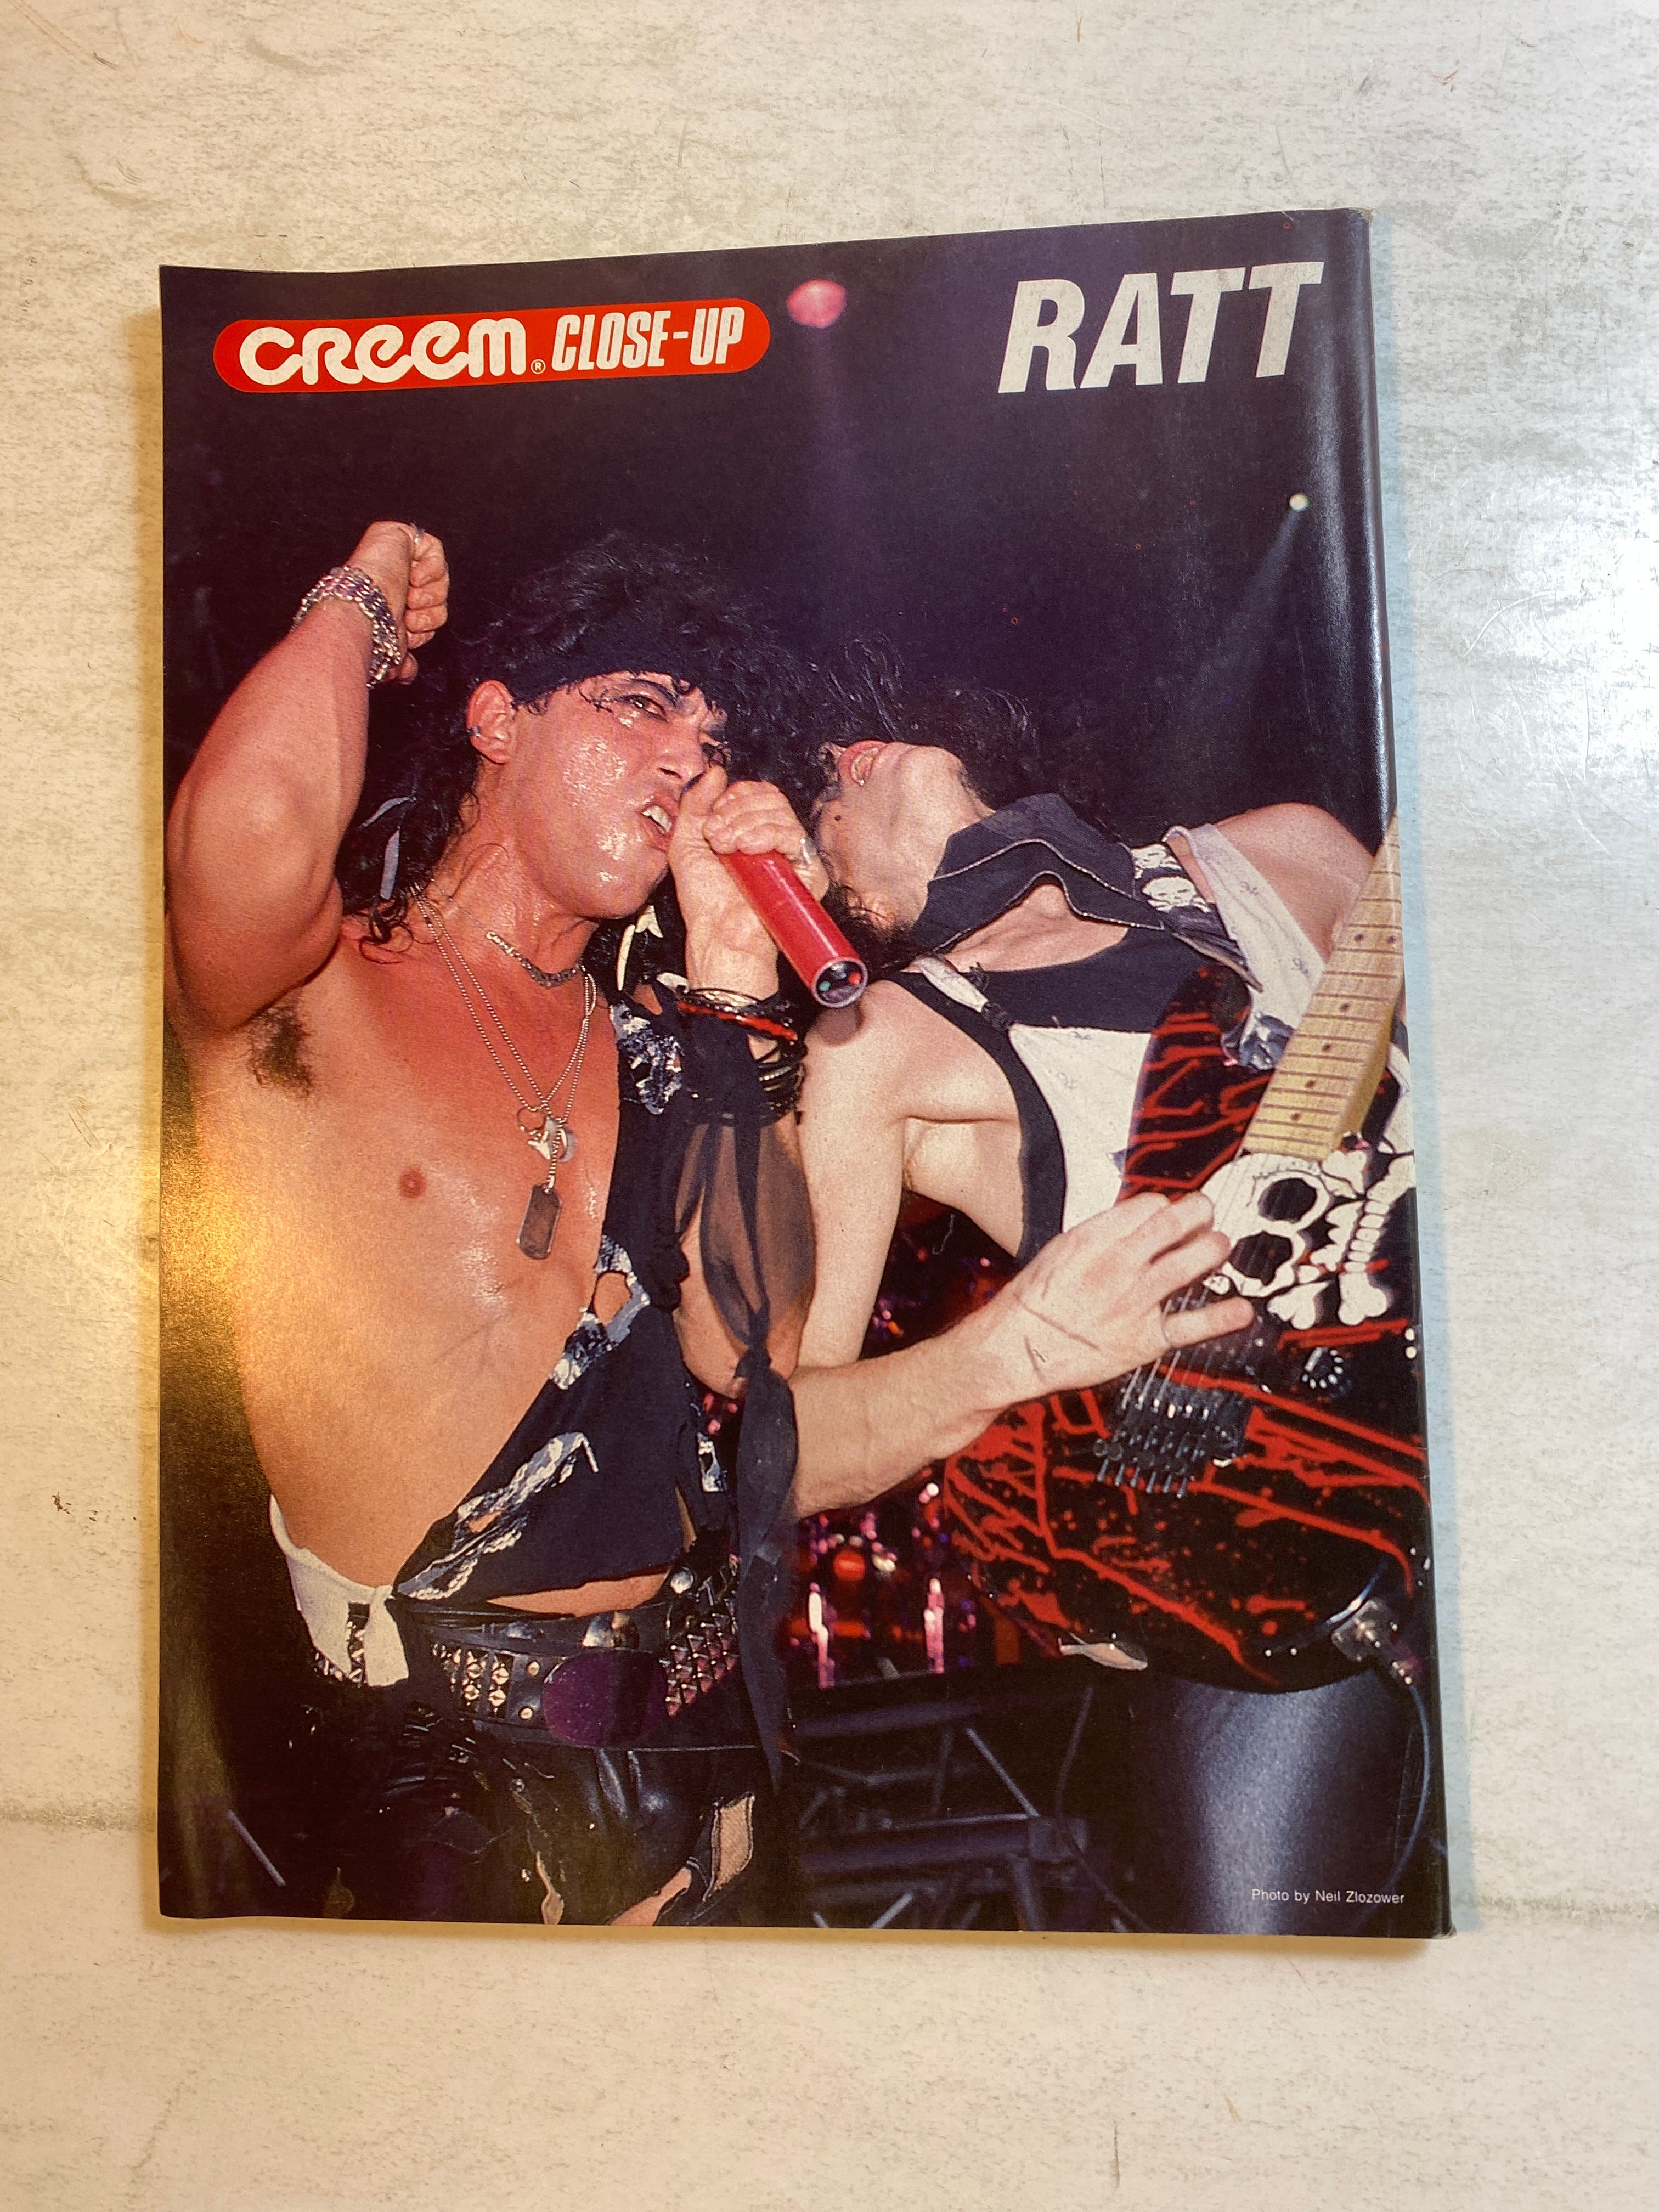 CREEM® CLOSE-UP
RATT
Photo by Neil Zlozower